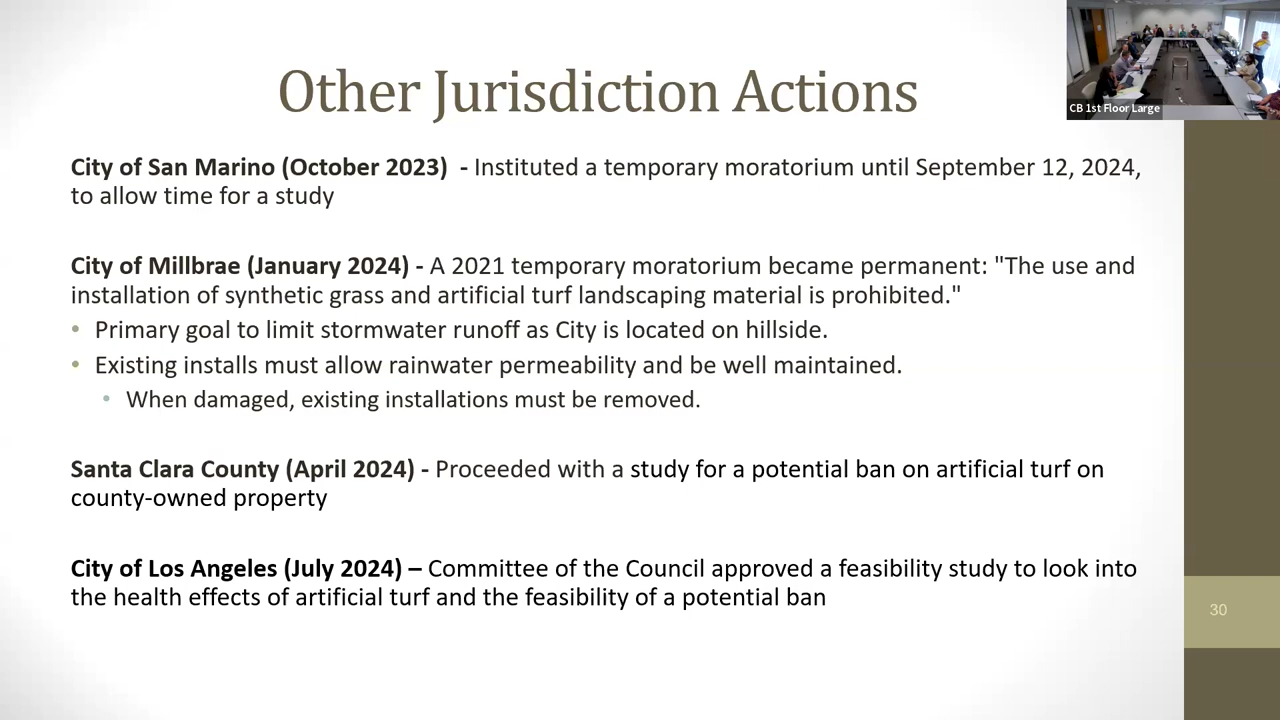 Other Jurisdiction Actions
CB 1st Floor Large
City of San Marino (October 2023)  - Instituted a temporary moratorium until September 12, 2024,
to allow time for a study
City of Millbrae (January 2024) - A 2021 temporary moratorium became permanent: "The use and
installation of synthetic grass and artificial turf landscaping material is prohibited."
• Primary goal to limit stormwater runoff as City is located on hillside.
• Existing installs must allow rainwater permeability and be well maintained.
• When damaged, existing installations must be removed.
Santa Clara County (April 2024) - Proceeded with a study for a potential ban on artificial turf on
county-owned property
City of Los Angeles (July 2024) – Committee of the Council approved a feasibility study to look into
the health effects of artificial turf and the feasibility of a potential ban
30